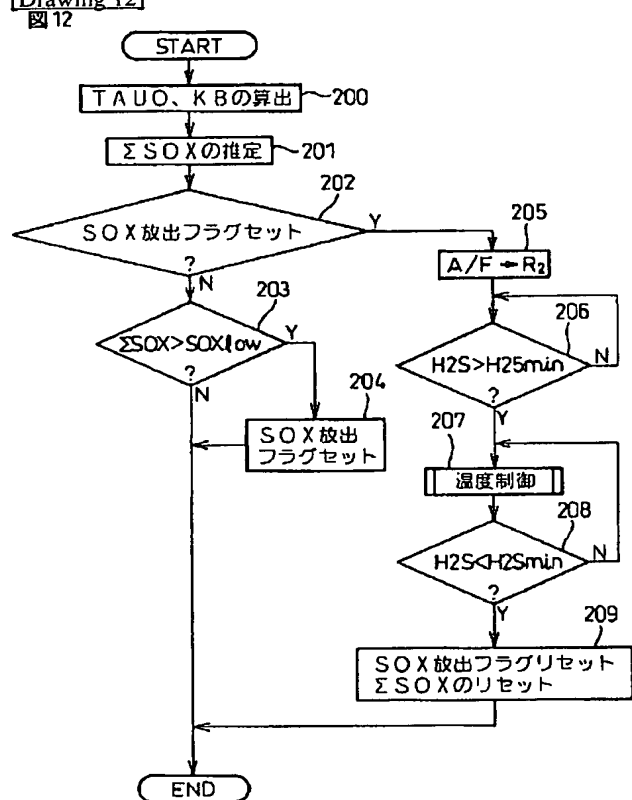 [Drawing 12]
図12
START
TAUO、KBの算出
200
ΣSOXの推定
201
202
SOX放出フラグセット
?
Y
N
203
ΣSOX>SOXlow
?
Y
N
204
SOX放出
フラグセット
205
A/F→R₂
206
H2S>H25min
?
N
Y
207
温度制御
208
H2S<H2Smin
?
N
Y
209
SOX放出フラグリセット
ΣSOXのリセット
END